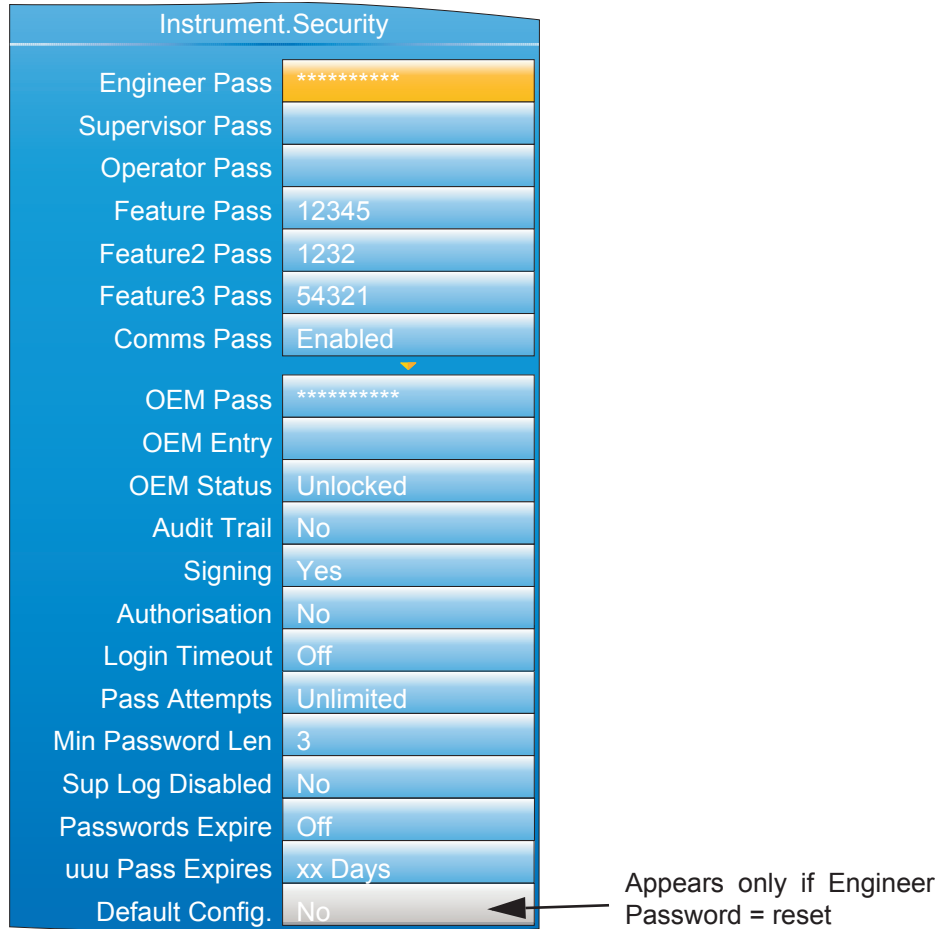 Instrument.Security
Engineer Pass **********
Supervisor Pass
Operator Pass
Feature Pass 12345
Feature2 Pass 1232
Feature3 Pass 54321
Comms Pass Enabled
OEM Pass **********
OEM Entry
OEM Status Unlocked
Audit Trail No
Signing Yes
Authorisation No
Login Timeout Off
Pass Attempts Unlimited
Min Password Len 3
Sup Log Disabled No
Passwords Expire Off
uuu Pass Expires xx Days
Default Config. No
Appears only if Engineer
Password = reset